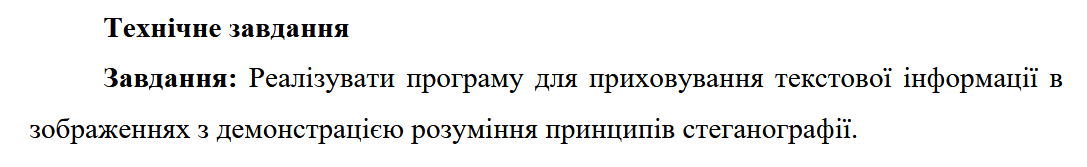 Технічне завдання
Завдання: Реалізувати програму для приховування текстової інформації в
зображеннях з демонстрацією розуміння принципів стеганографії.